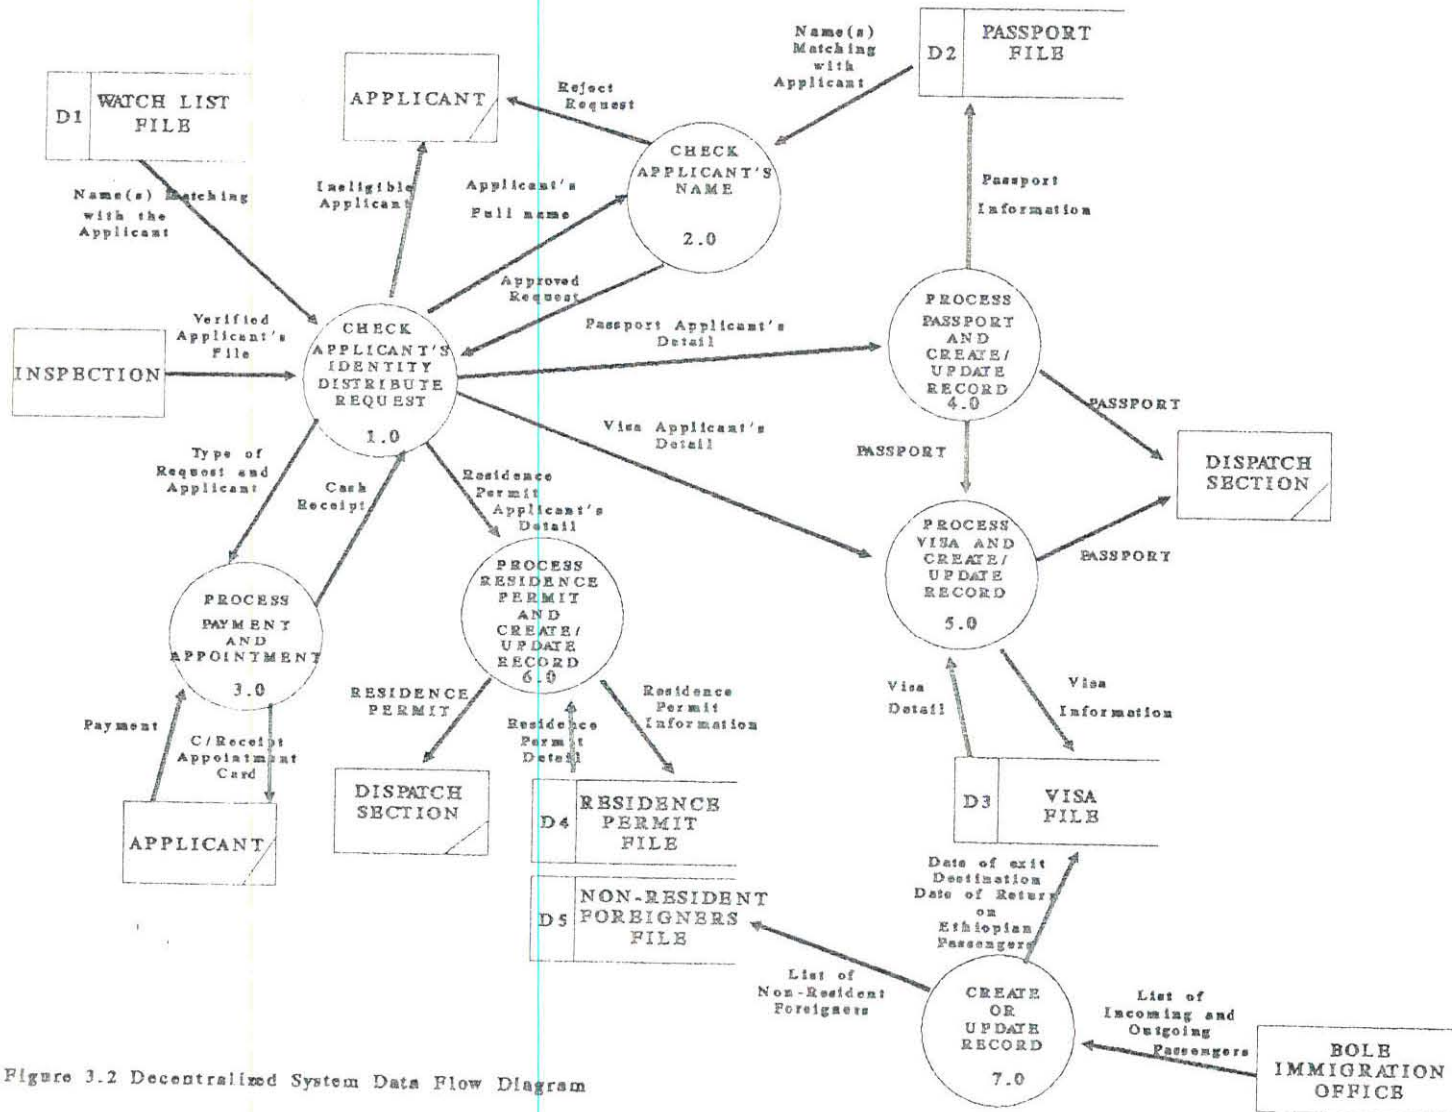 D1
WATCH LIST
FILE
APPLICANT
Reject
Request
Name(s)
Matching
with
Applicant
D2
PASSPORT
FILE
CHECK
APPLICANT'S
NAME
2.0
Name(s) Matching
with the
Applicant
Ineligible
Applicant
Applicant's
Full name
Approved
Request
Passport
Information
INSPECTION
Verified
Applicant's
File
CHECK
APPLICANT'S
IDENTITY
DISTRIBUTE
REQUEST
1.0
Passport Applicant's
Detail
PROCESS
PASSPORT
AND
CREATE/
UPDATE
RECORD
4.0
PASSPORT
PASSPORT
Visa Applicant's
Detail
DISPATCH
SECTION
Type of
Request and
Applicant
Cash
Receipt
Residence
Permit
Applicant's
Detail
PROCESS
VISA AND
CREATE/
UPDATE
RECORD
5.0
PASSPORT
PROCESS
PAYMENT
AND
APPOINTMENT
3.0
PROCESS
RESIDENCE
PERMIT
AND
CREATE/
UPDATE
RECORD
6.0
Payment
C/Receipt
Appointment
Card
RESIDENCE
PERMIT
Residence
Permit
Detail
Residence
Permit
Information
Visa
Detail
Visa
Information
APPLICANT
DISPATCH
SECTION
D4
RESIDENCE
PERMIT
FILE
D3
VISA
FILE
D5
NON-RESIDENT
FOREIGNERS
FILE
Date of exit
Destination
Date of Return
on
Ethiopian
Passengers
List of
Non-Resident
Foreigners
CREATE
OR
UPDATE
RECORD
7.0
List of
Incoming and
Outgoing
Passengers
BOLE
IMMIGRATION
OFFICE
Figure 3.2 Decentralized System Data Flow Diagram